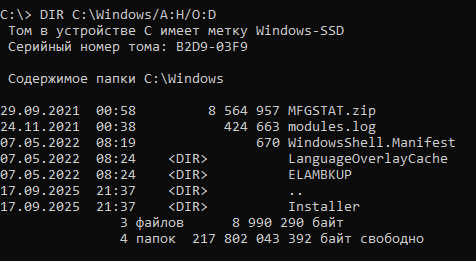 C:\> DIR C:\Windows/A:H/O:D
Том в устройстве C имеет метку Windows-SSD
Серийный номер тома: B2D9-03F9
Содержимое папки C:\Windows
29.09.2021 00:58 8 564 957 MFGSTAT.zip
24.11.2021 00:38 424 663 modules.log
07.05.2022 08:19 670 WindowsShell.Manifest
07.05.2022 08:24 <DIR> LanguageOverlayCache
07.05.2022 08:24 <DIR> ELAMBKUP
17.09.2025 21:37 <DIR> ..
17.09.2025 21:37 <DIR> Installer
3 файлов 8 990 290 байт
4 папок 217 802 043 392 байт свободно